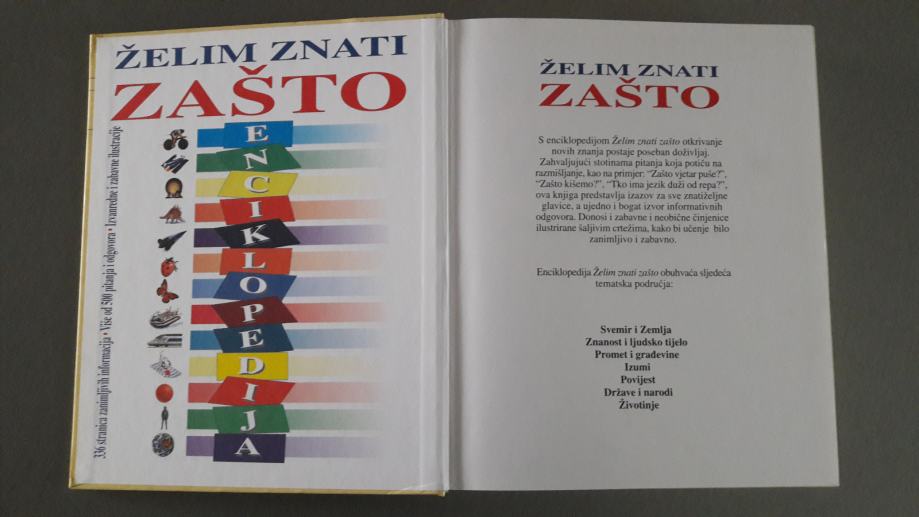 ŽELIM ZNATI
ZAŠTO
ENCIKLOPEDIJA
336 stranica zanimljivih informacija • Više od 500 pitanja i odgovora • Izvanredne i zabavne ilustracije
ŽELIM ZNATI
ZAŠTO
S enciklopedijom Želim znati zašto otkrivanje
novih znanja postaje poseban doživljaj.
Zahvaljujući stotinama pitanja koja potiču na
razmišljanje, kao na primjer: “Zašto vjetar puše?”,
“Zašto kišemo?”, “Tko ima jezik duži od repa?”,
ova knjiga predstavlja izazov za sve znatiželjne
glavice, a ujedno i bogat izvor informativnih
odgovora. Donosi i zabavne i neobične činjenice
ilustrirane šaljivim crtežima, kako bi učenje bilo
zanimljivo i zabavno.
Enciklopedija Želim znati zašto obuhvaća sljedeća
tematska područja:
Svemir i Zemlja
Znanost i ljudsko tijelo
Promet i građevine
Izumi
Povijest
Države i narodi
Životinje